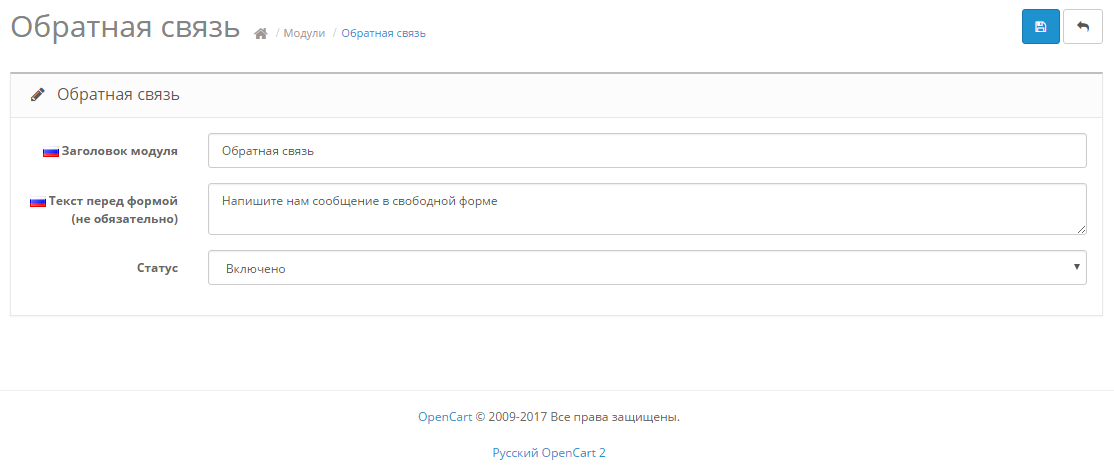 Обратная связь / Модули / Обратная связь
Обратная связь
Заголовок модуля Обратная связь
Текст перед формой Напишите нам сообщение в свободной форме
(не обязательно)
Статус Включено
OpenCart © 2009-2017 Все права защищены.
Русский OpenCart 2